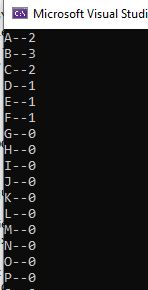 Microsoft Visual Studi
A--2
B--3
C--2
D--1
E--1
F--1
G--0
H--0
I--0
J--0
K--0
L--0
M--0
N--0
O--0
P--0